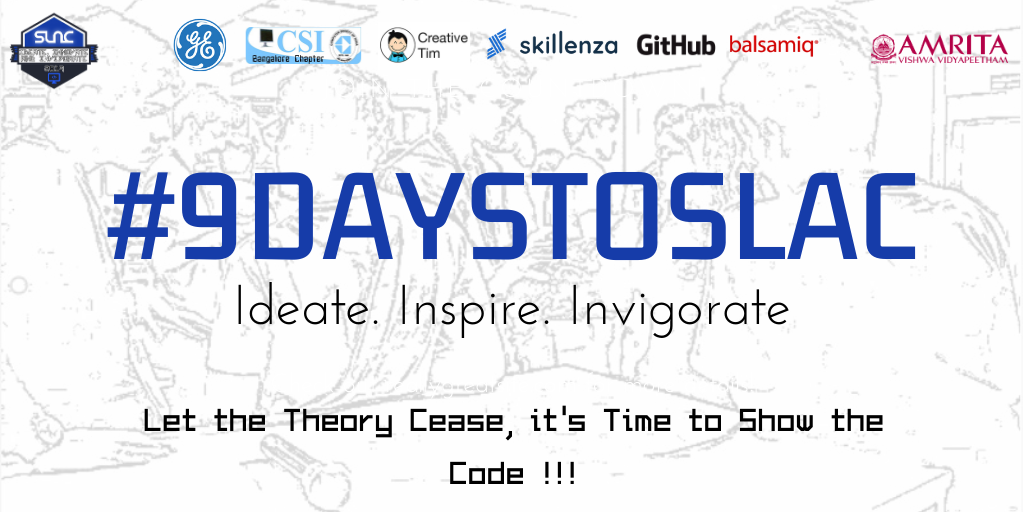 SLAC
CSI
Bangalore Chapter
Creative
Tim
skillenza
GitHub
balsamiq®
AMRITA
VISHWA VIDYAPEETHAM
#9DAYSTOSLAC
Ideate. Inspire. Invigorate
Let the Theory Cease, it's Time to Show the
Code !!!